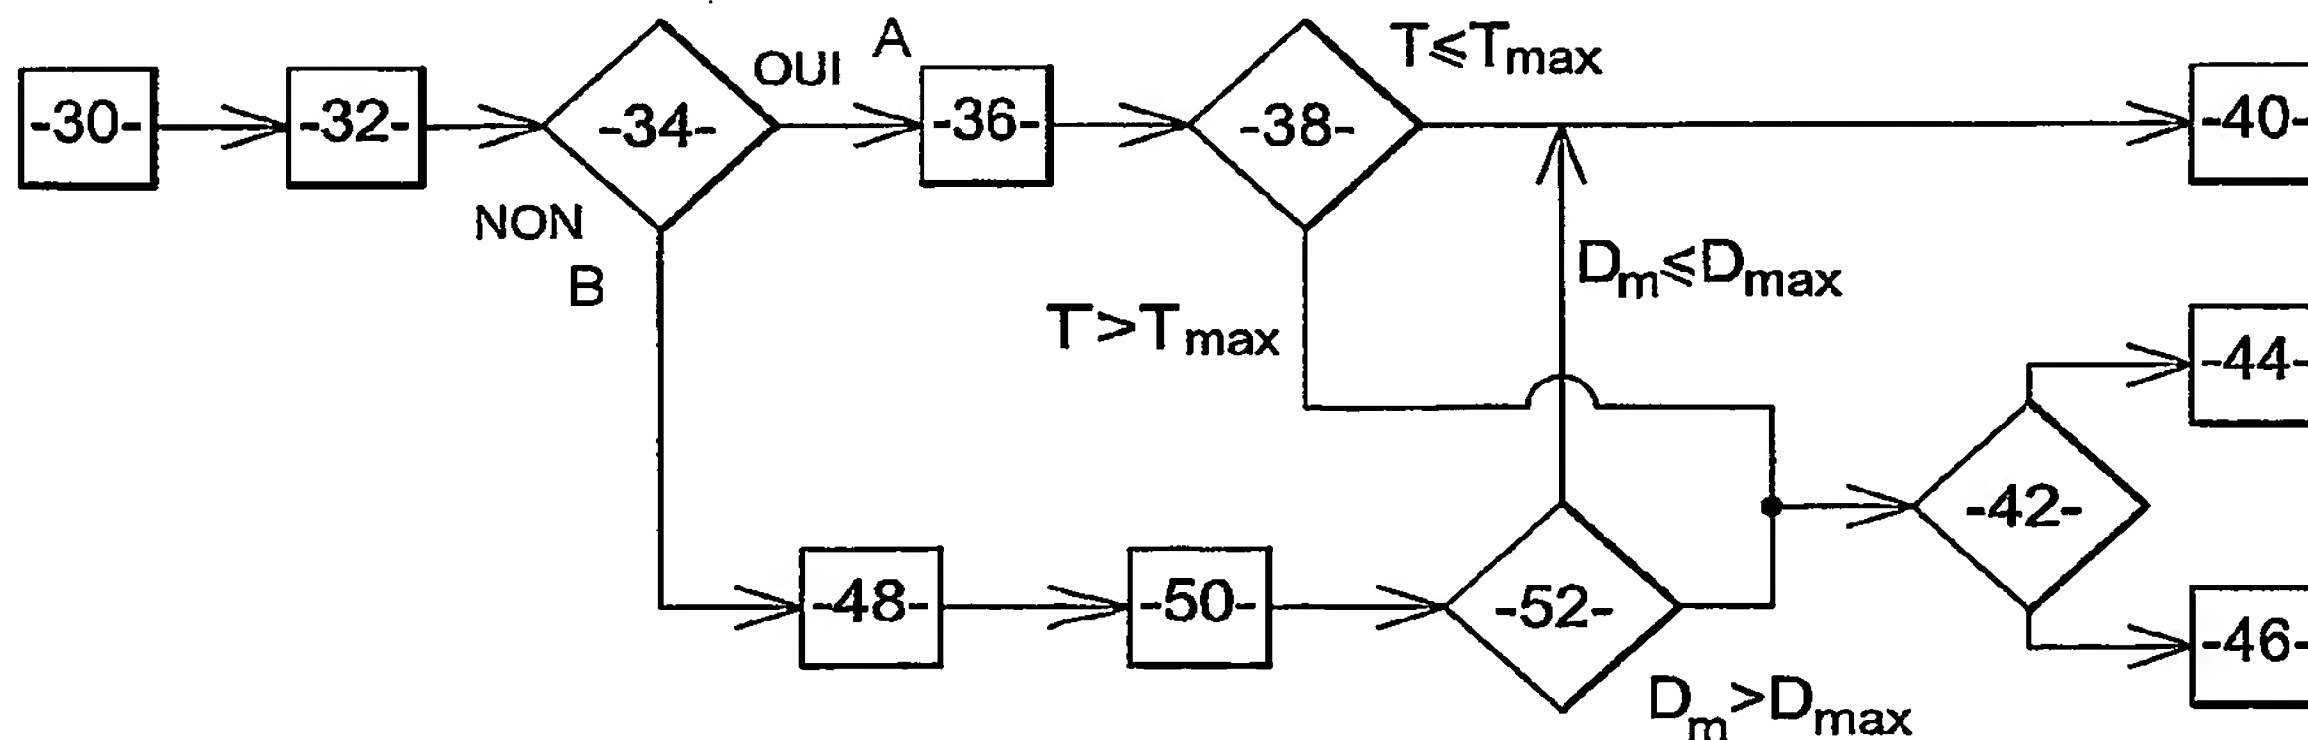 OUI A T⩽Tmax
-30- -32- -34- -36- -38- -40-
NON
B
Dm⩽Dmax
T>Tmax
-44-
-42-
-48- -50- -52-
-46-
Dm>Dmax